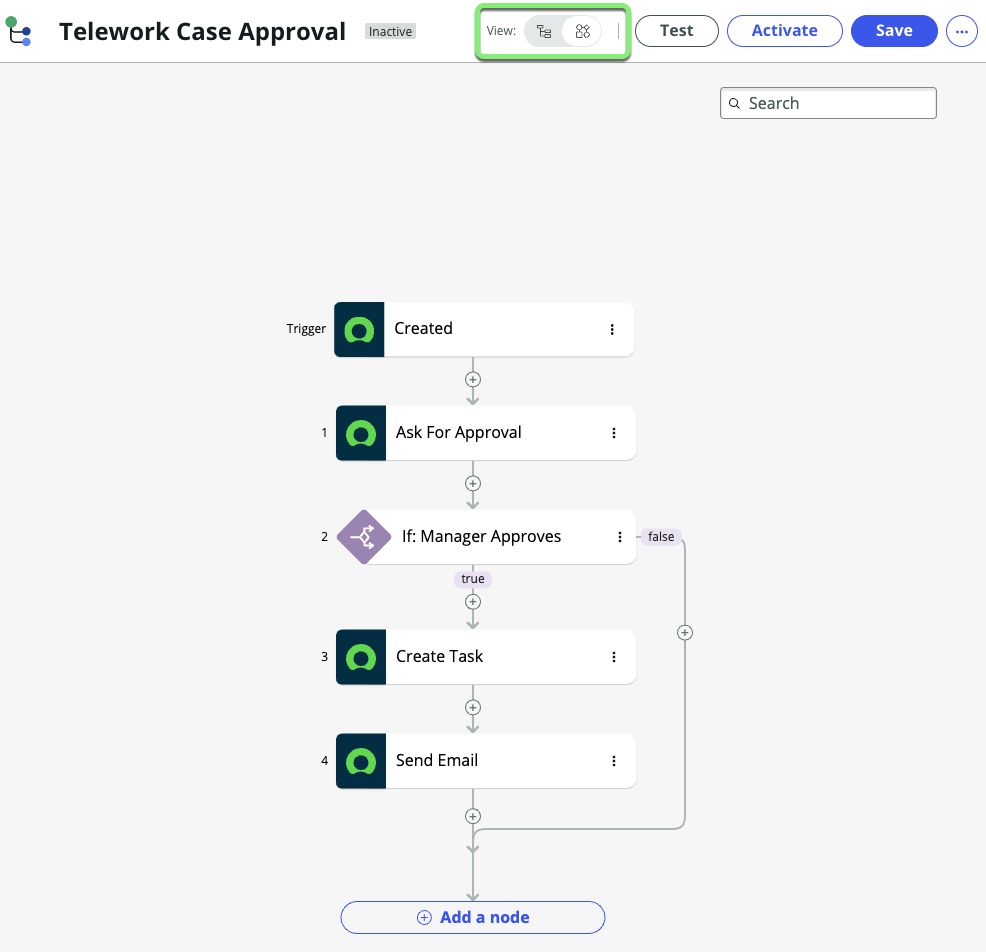 Telework Case Approval Inactive View: Test Activate Save
Search
Trigger Created
1 Ask For Approval
2 If: Manager Approves false
true
3 Create Task
4 Send Email
Add a node